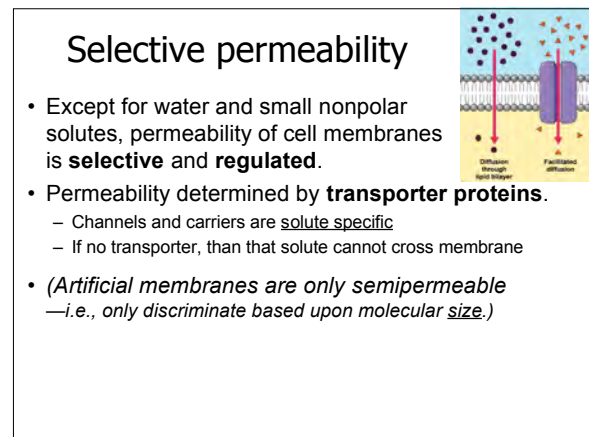 Selective permeability
• Except for water and small nonpolar
solutes, permeability of cell membranes
is selective and regulated.
• Permeability determined by transporter proteins.
– Channels and carriers are solute specific
– If no transporter, than that solute cannot cross membrane
• (Artificial membranes are only semipermeable
—i.e., only discriminate based upon molecular size.)
Diffusion
through
lipid bilayer
Facilitated
diffusion